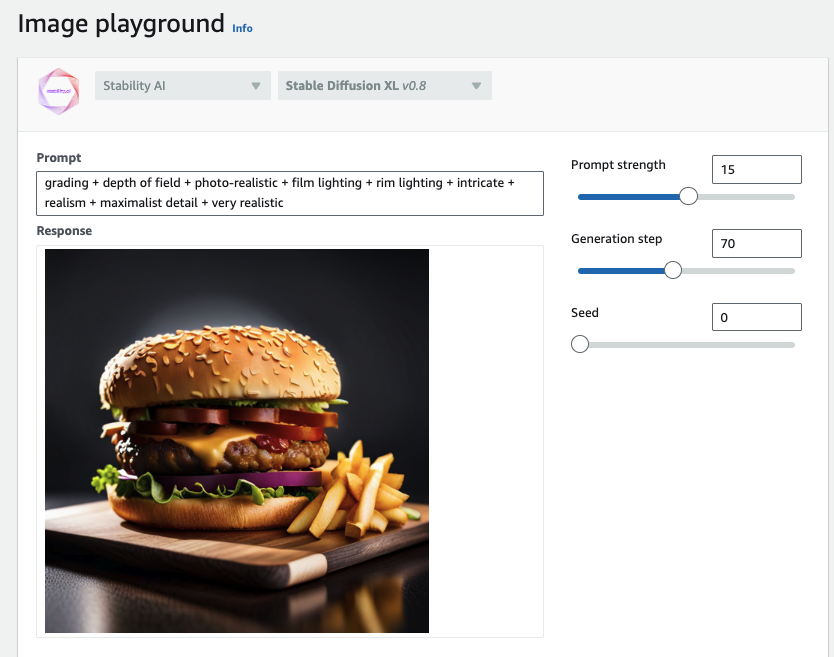 Image playground Info
Stability AI
Stable Diffusion XL v0.8
Prompt
grading + depth of field + photo-realistic + film lighting + rim lighting + intricate +
realism + maximalist detail + very realistic
Response
Prompt strength
15
Generation step
70
Seed
0